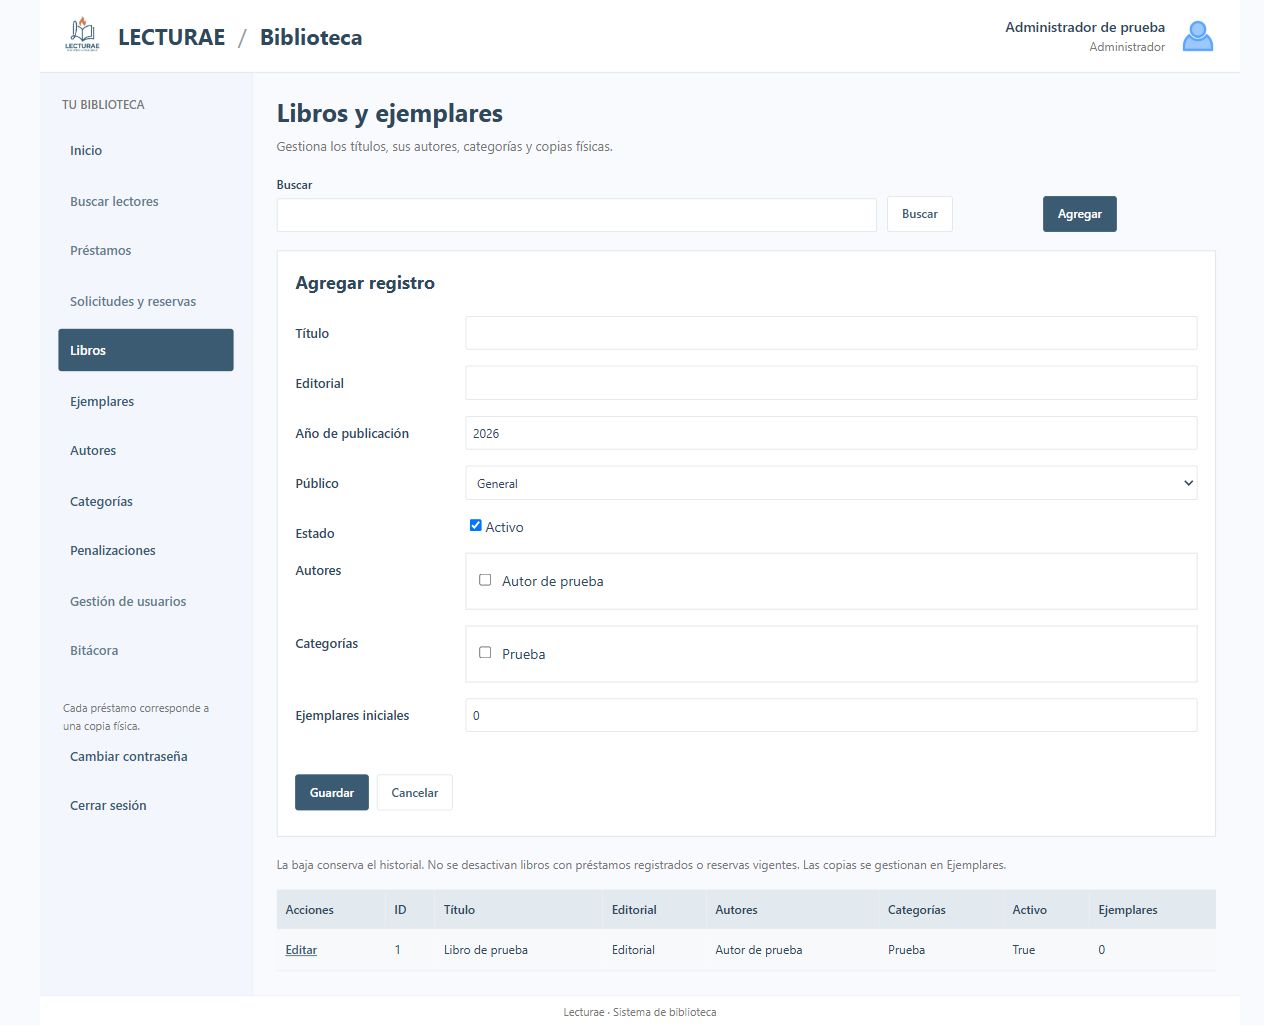 LECTURAE
LECTURAE / Biblioteca
Administrador de prueba
Administrador
TU BIBLIOTECA
Inicio
Buscar lectores
Préstamos
Solicitudes y reservas
Libros
Ejemplares
Autores
Categorías
Penalizaciones
Gestión de usuarios
Bitácora
Cada préstamo corresponde a
una copia física.
Cambiar contraseña
Cerrar sesión
Libros y ejemplares
Gestiona los títulos, sus autores, categorías y copias físicas.
Buscar
Buscar Agregar
Agregar registro
Título
Editorial
Año de publicación 2026
Público General
Estado Activo
Autores Autor de prueba
Categorías Prueba
Ejemplares iniciales 0
Guardar Cancelar
La baja conserva el historial. No se desactivan libros con préstamos registrados o reservas vigentes. Las copias se gestionan en Ejemplares.
Acciones ID Título Editorial Autores Categorías Activo Ejemplares
Editar 1 Libro de prueba Editorial Autor de prueba Prueba True 0
Lecturae · Sistema de biblioteca